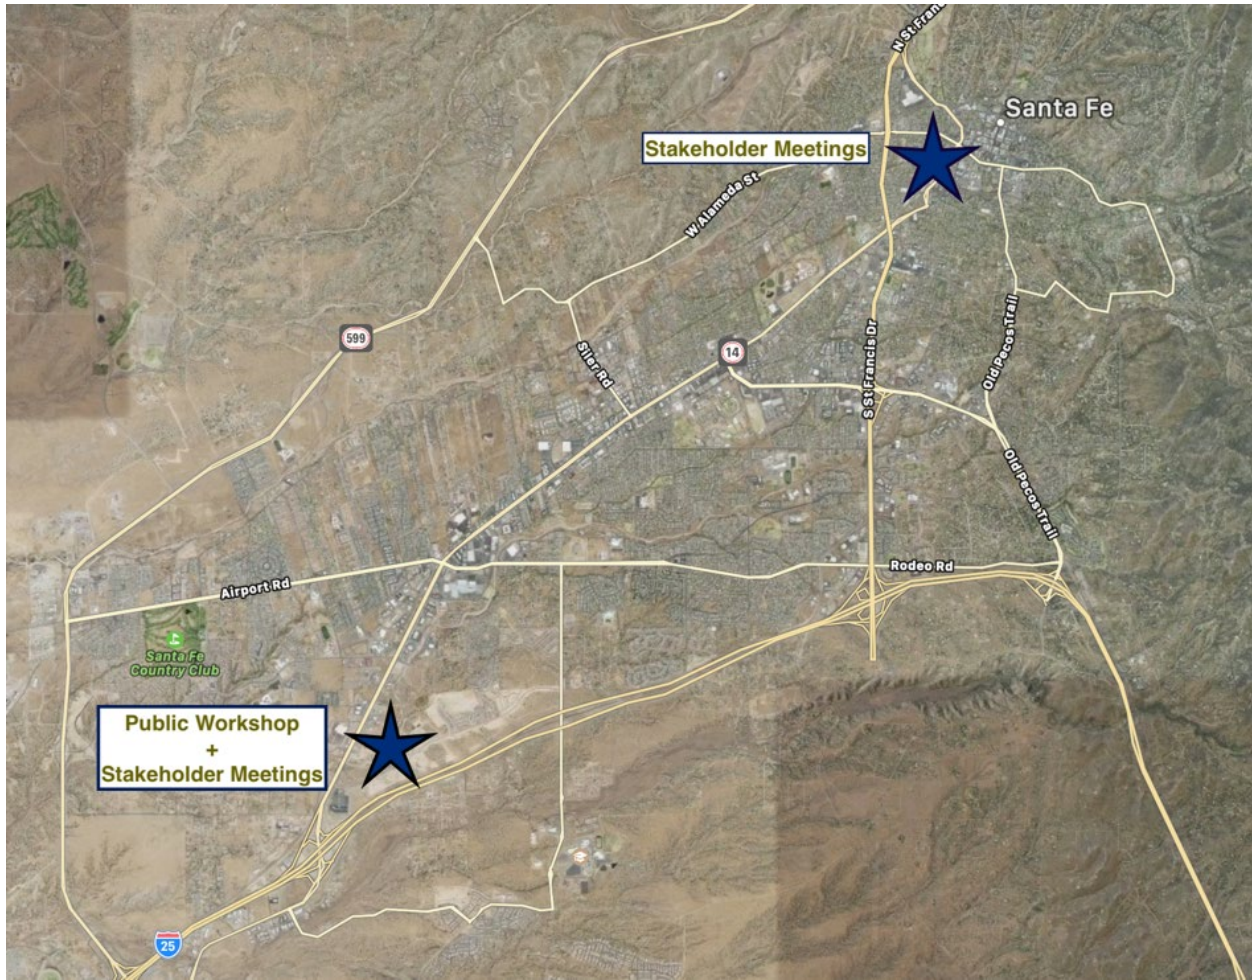 N St Fran
Santa Fe
Stakeholder Meetings
W Alameda St
599
Siler Rd
14
S St Francis Dr
Old Pecos Trail
Old Pecos Trail
Airport Rd
Rodeo Rd
Santa Fe
Country Club
Public Workshop
+
Stakeholder Meetings
25